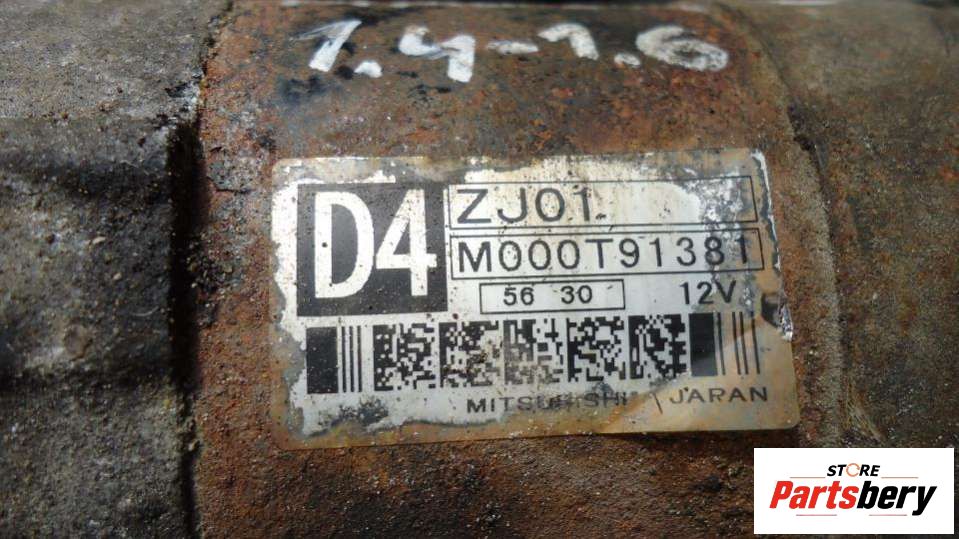 1.4-1.6
D4
ZJ01
M000T91381
56 30 12V
MITSUBISHI JAPAN
STORE
Partsbery